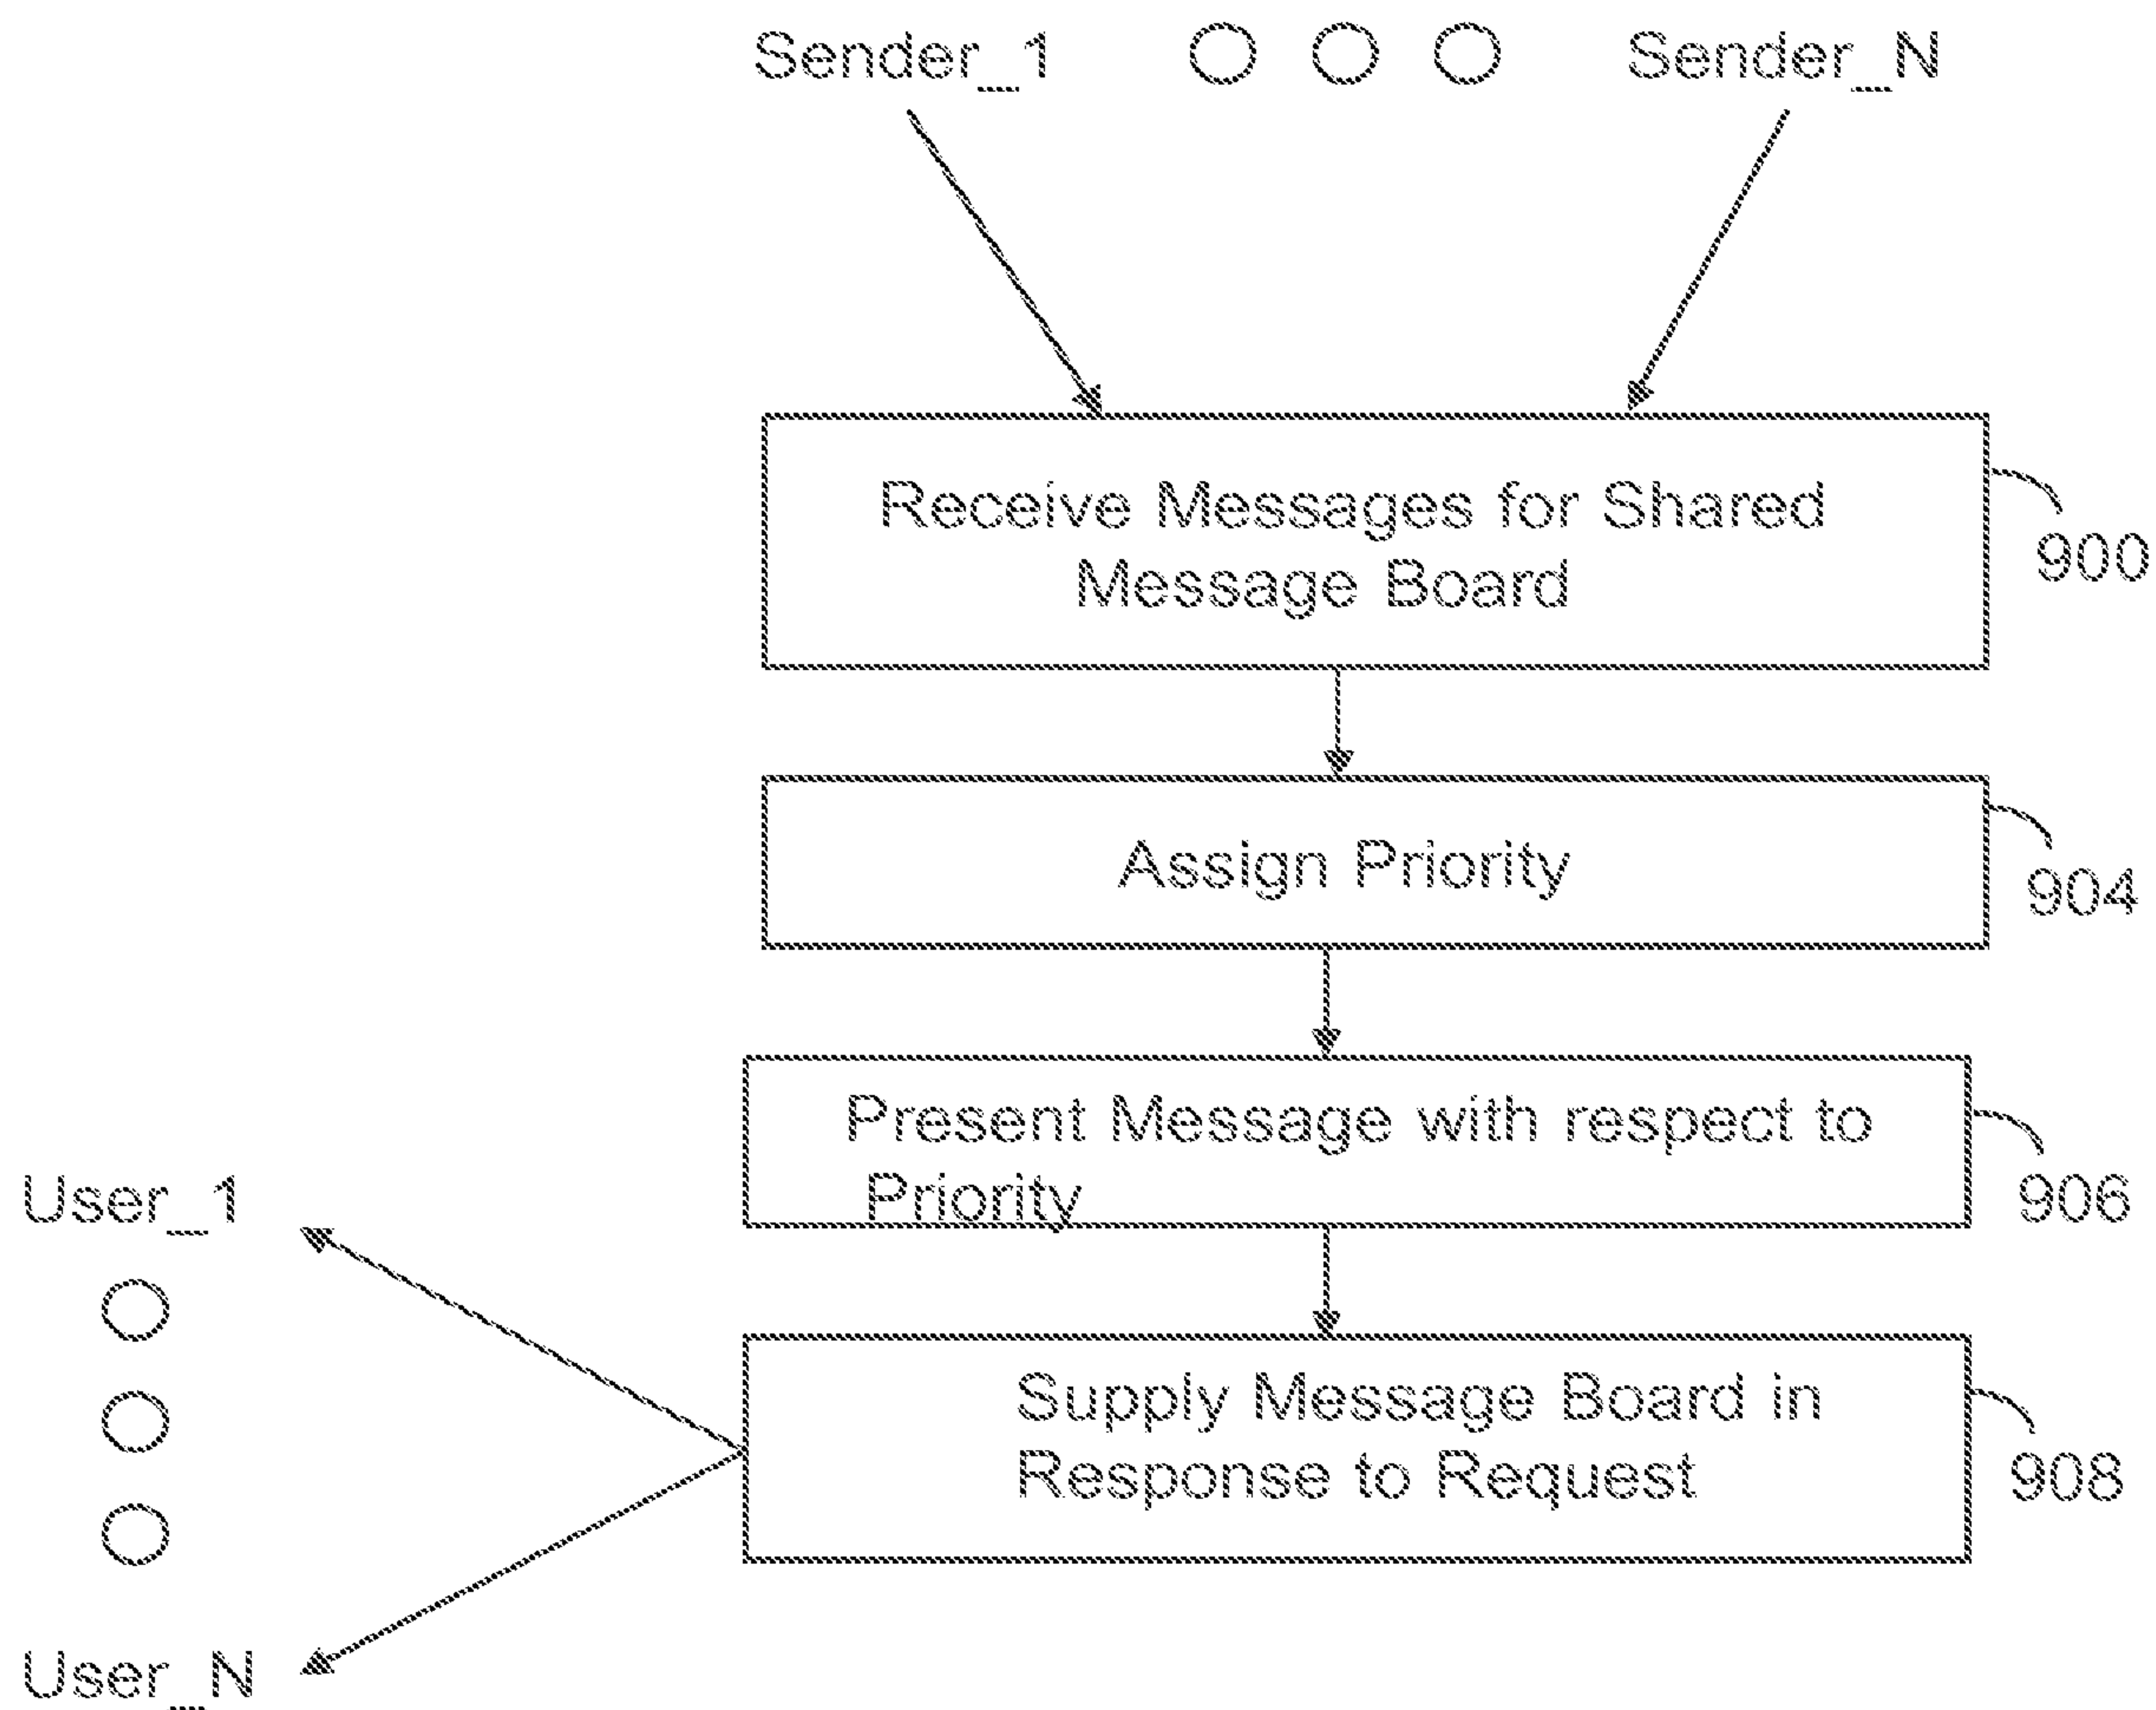 Sender_1 Sender_N
Receive Messages for Shared
Message Board
900
Assign Priority
904
Present Message with respect to
Priority
906
User_1
Supply Message Board in
Response to Request
908
User_N